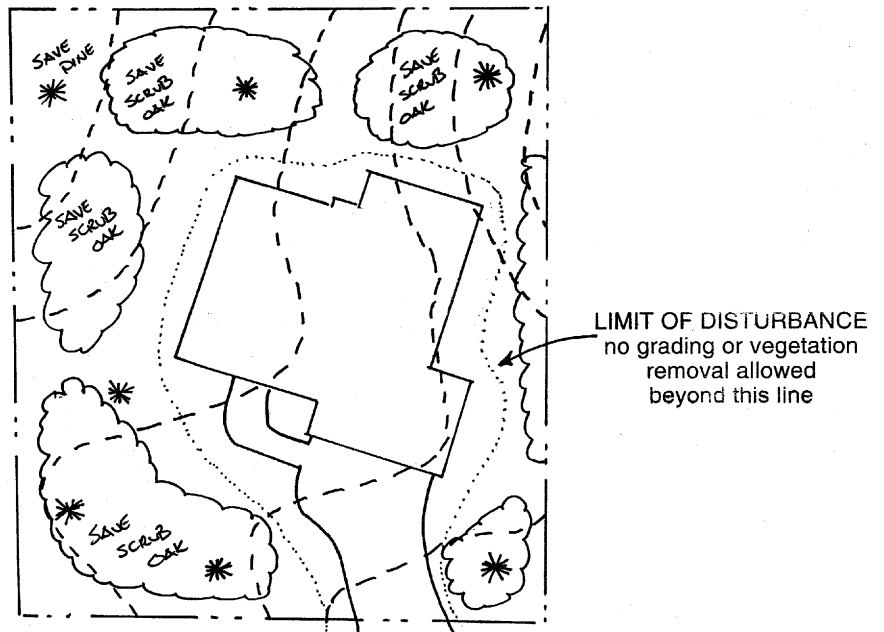 SAVE
PINE
SAVE
SCRUB
OAK
SAVE
SCRUB
OAK
SAVE
SCRUB
OAK
LIMIT OF DISTURBANCE
no grading or vegetation
removal allowed
beyond this line
SAVE
SCRUB
OAK